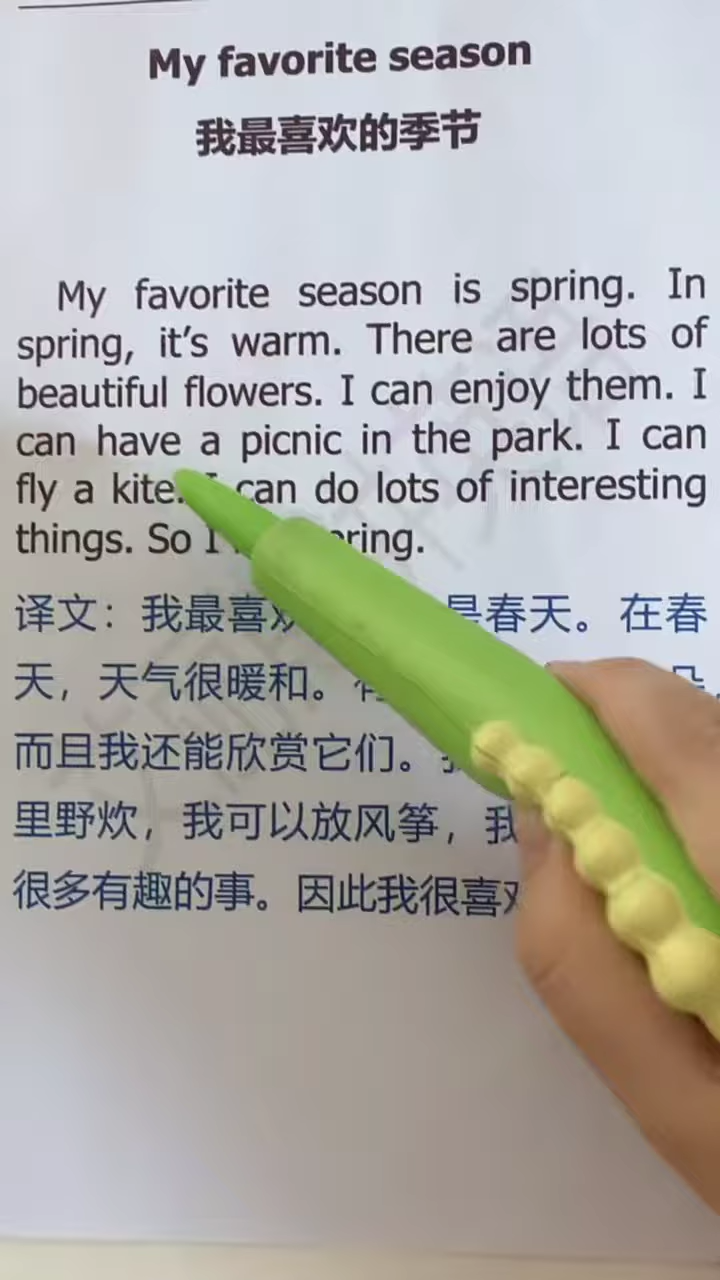 My favorite season
我最喜欢的季节
My favorite season is spring. In
spring, it's warm. There are lots of
beautiful flowers. I can enjoy them. I
can have a picnic in the park. I can
fly a kite. I can do lots of interesting
things. So I
译文：我最喜欢 是春天。在春
天，天气很暖和。
而且我还能欣赏它们。
里野炊，我可以放风筝，我
很多有趣的事。因此我很喜欢